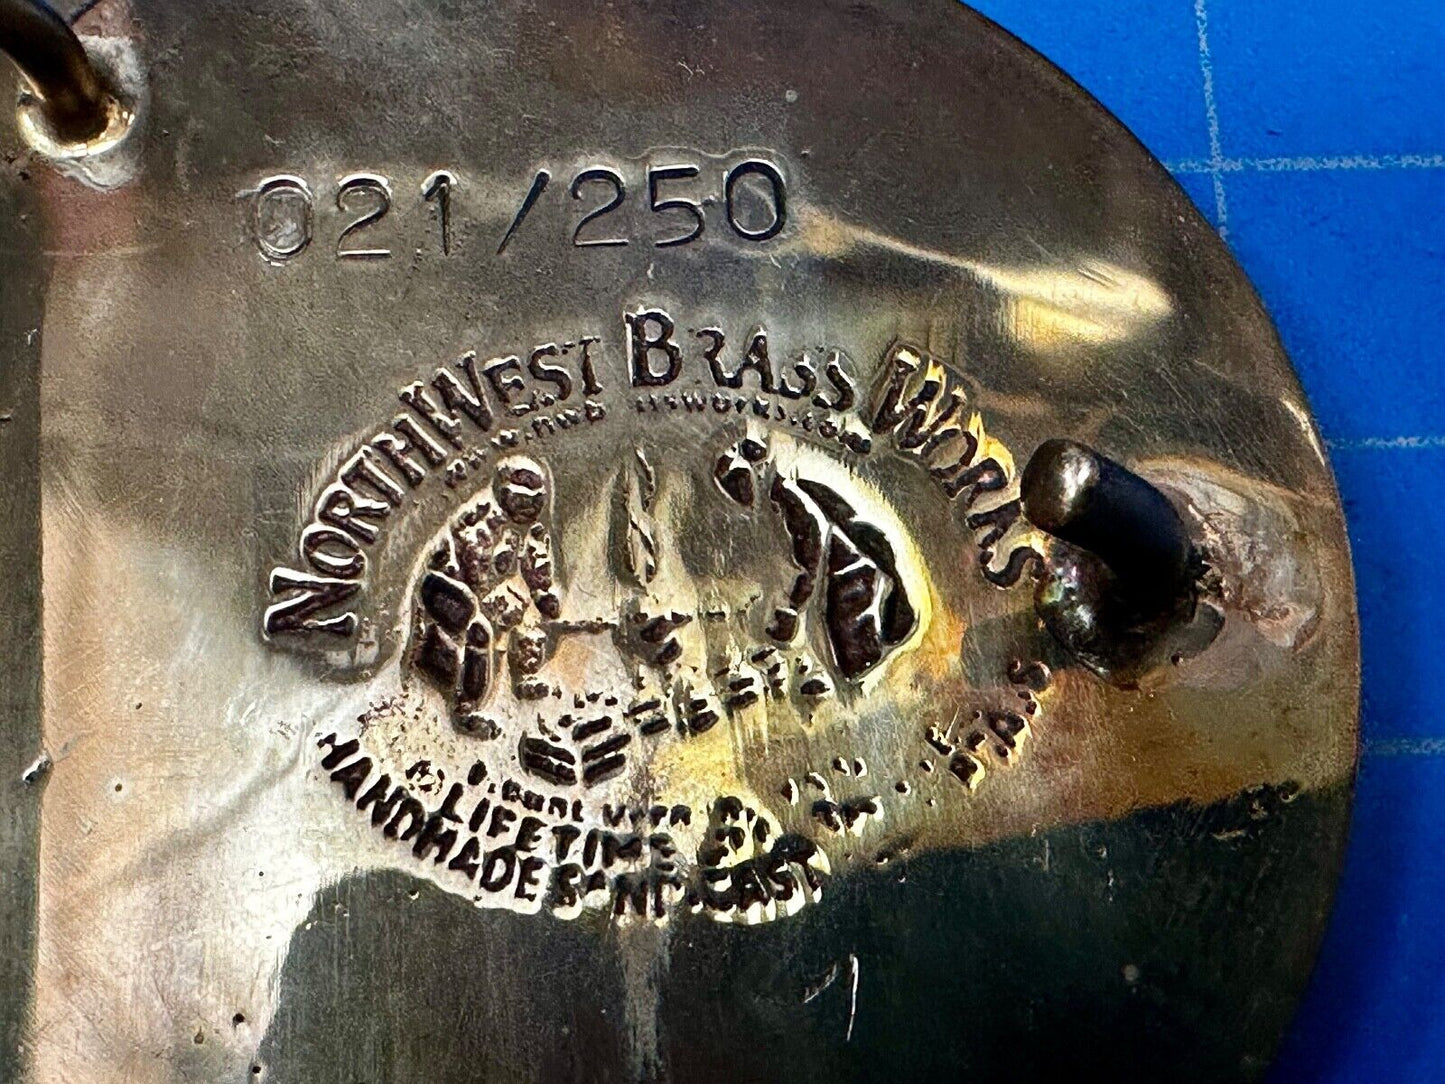 021/250
NORTHWEST BRASS WORKS
LIFETIME
HANDMADE SAND-CAST
U.S.A.